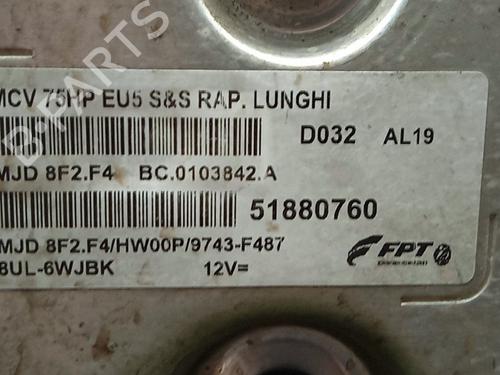 B-PARTS
MCV 75HP EU5 S&S RAP. LUNGHI
D032 AL19
MJD 8F2.F4 BC.0103842.A
51880760
MJD 8F2.F4/HW00P/9743-F487
8UL-6WJBK 12V=
FPT